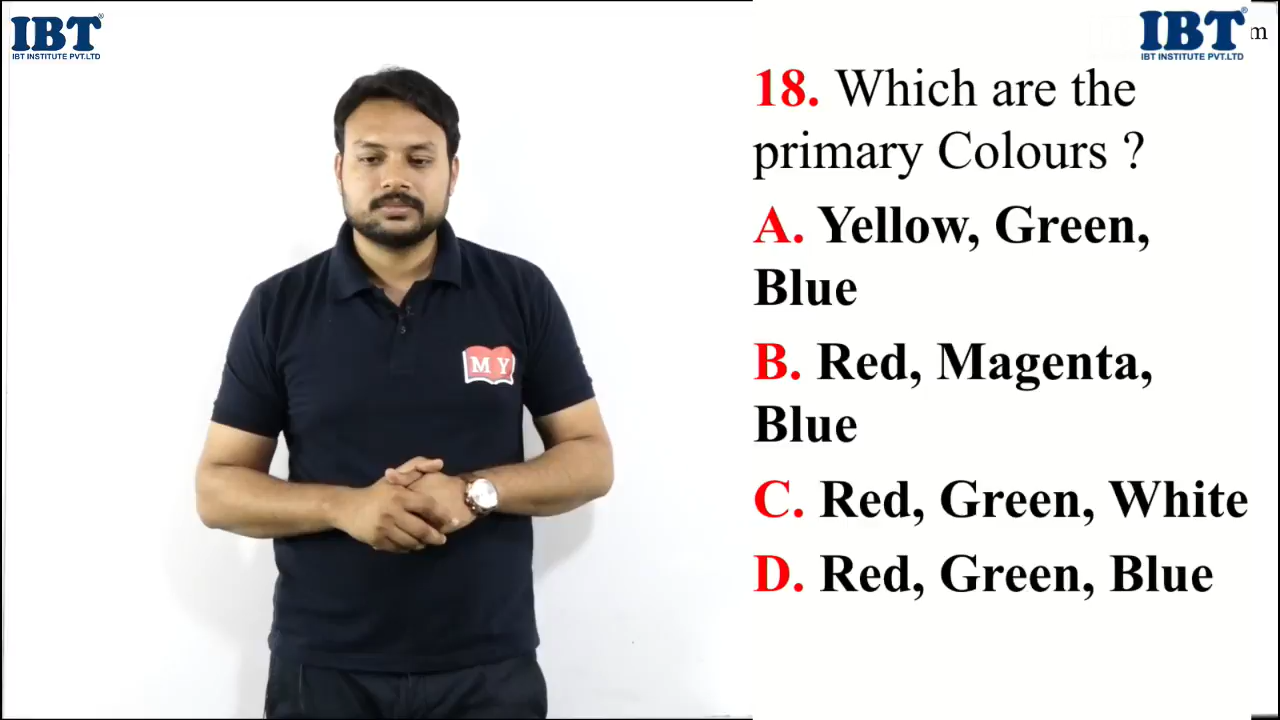 IBT
IBT INSTITUTE PVT.LTD
IBT
IBT INSTITUTE PVT.LTD
m
18. Which are the
primary Colours ?
A. Yellow, Green,
Blue
B. Red, Magenta,
Blue
C. Red, Green, White
D. Red, Green, Blue
M Y